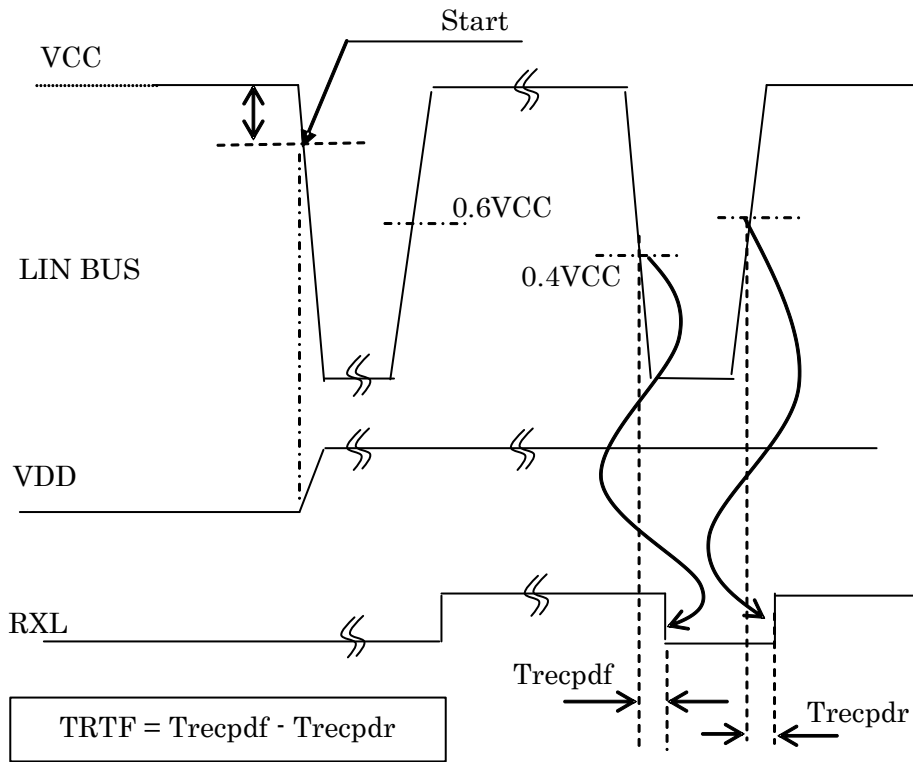 Start
VCC
0.6VCC
LIN BUS
0.4VCC
VDD
RXL
Trecpdf
Trecpdr
TRTF = Trecpdf - Trecpdr